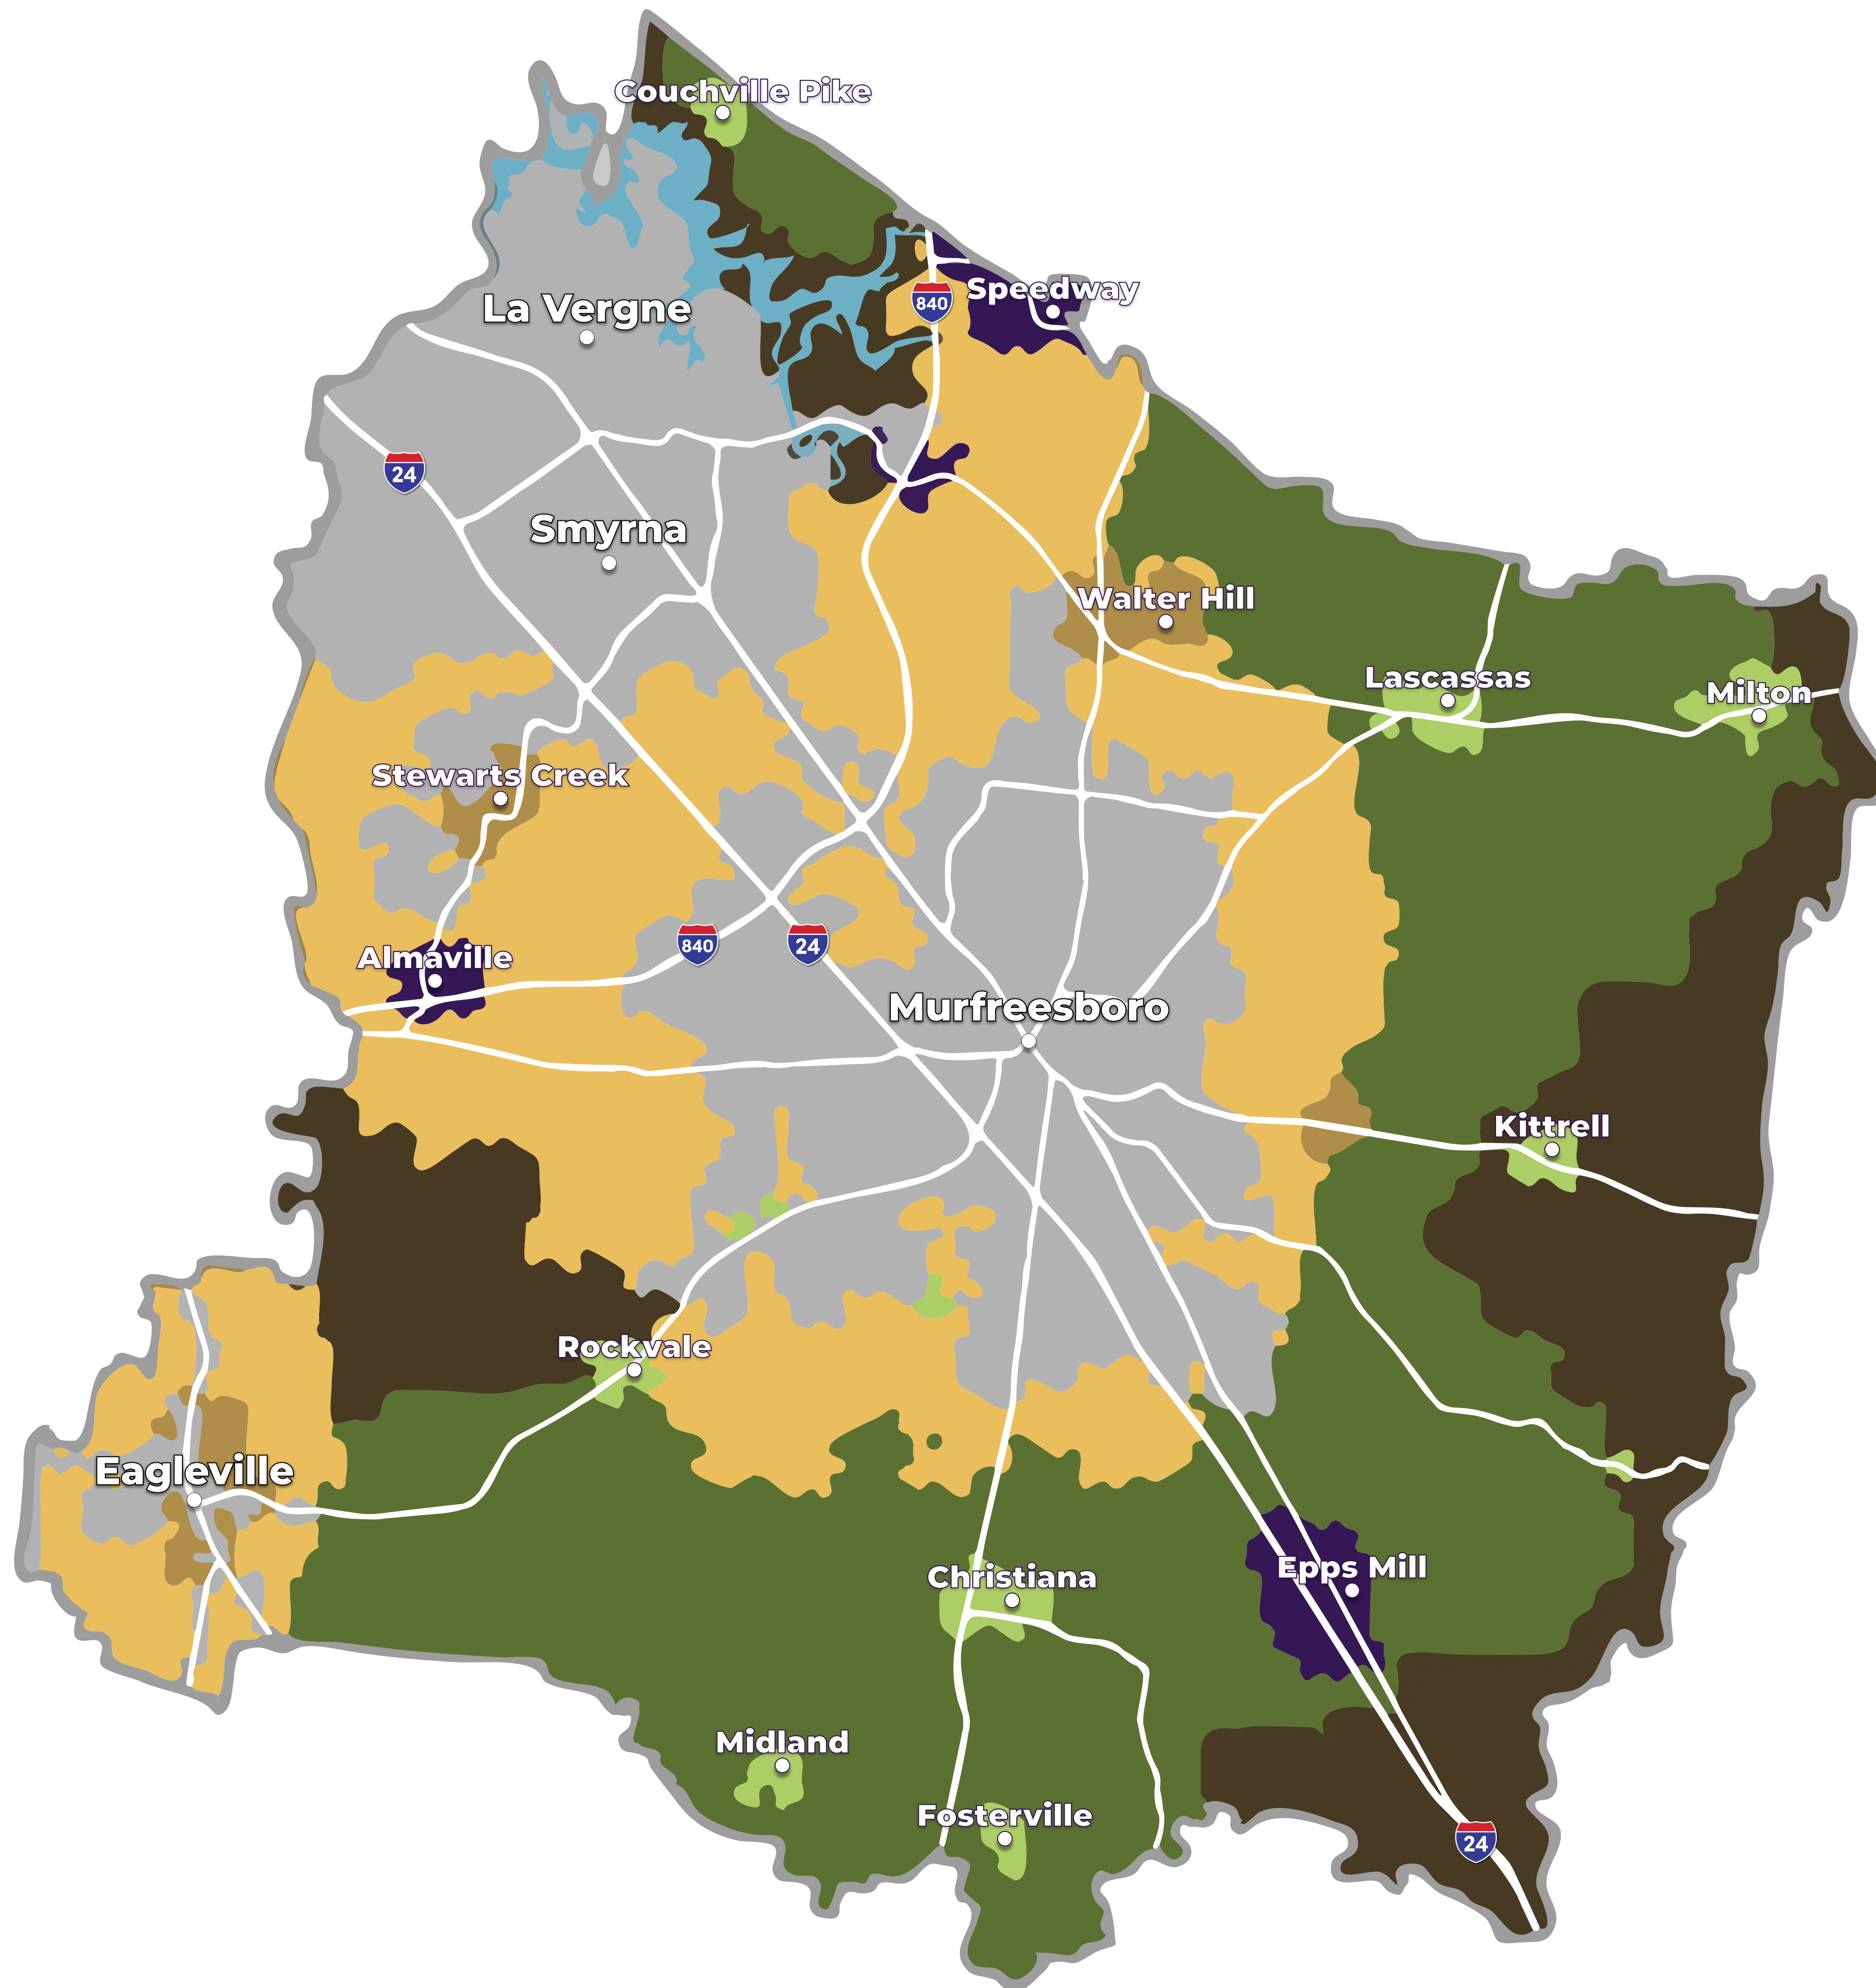 Couchville Pike
Speedway
840
La Vergne
24
Smyrna
Walter Hill
Lascassas
Milton
Stewarts Creek
840
24
Almaville
Murfreesboro
Kittrell
Rockvale
Eagleville
Christiana
Epps Mill
Midland
Fosterville
24